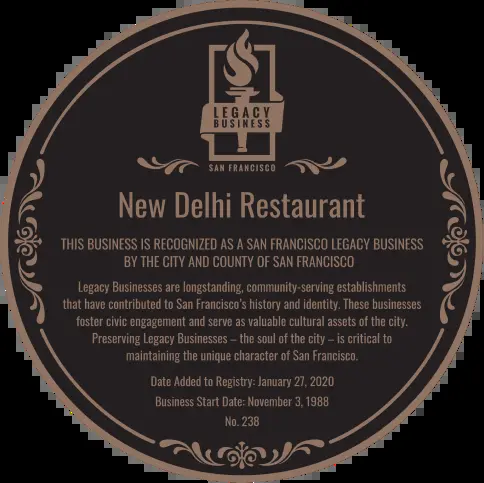 LEGACY
BUSINESS
SAN FRANCISCO
New Delhi Restaurant
THIS BUSINESS IS RECOGNIZED AS A SAN FRANCISCO LEGACY BUSINESS
BY THE CITY AND COUNTY OF SAN FRANCISCO
Legacy Businesses are longstanding, community-serving establishments
that have contributed to San Francisco's history and identity. These businesses
foster civic engagement and serve as valuable cultural assets of the city.
Preserving Legacy Businesses – the soul of the city – is critical to
maintaining the unique character of San Francisco.
Date Added to Registry: January 27, 2020
Business Start Date: November 3, 1988
No. 238